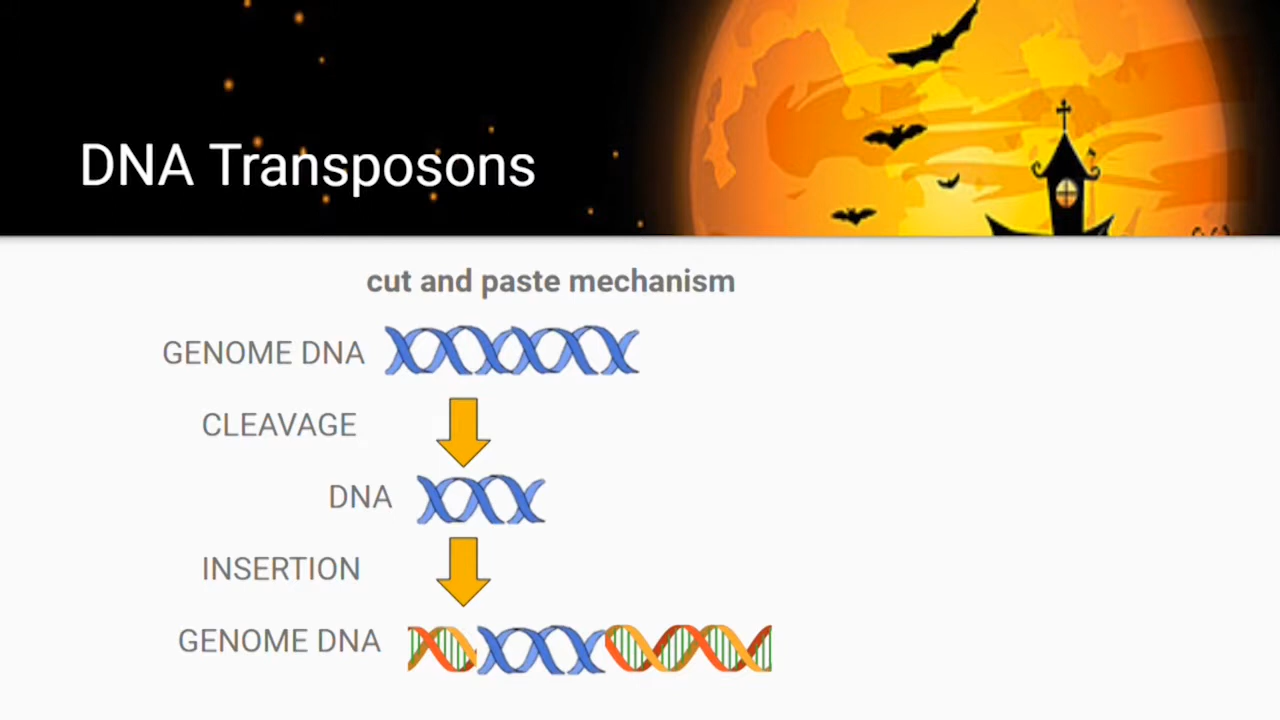 DNA Transposons
cut and paste mechanism
GENOME DNA
CLEAVAGE
DNA
INSERTION
GENOME DNA